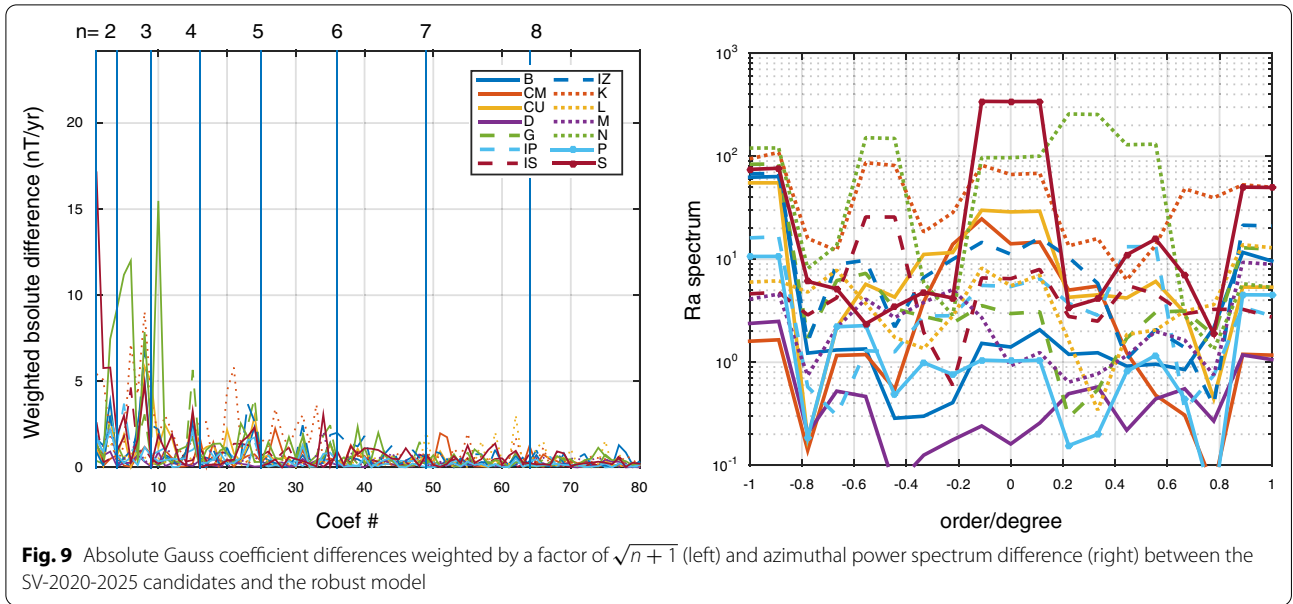 n= 2 3 4 5 6 7 8
Weighted absolute difference (nT/yr)
20
15
10
5
0
B
CM
CU
D
G
IP
IS
IZ
K
L
M
N
P
S
10 20 30 40 50 60 70 80
Coef #
Ra spectrum
10³
10²
10¹
10⁰
10⁻¹
-1 -0.8 -0.6 -0.4 -0.2 0 0.2 0.4 0.6 0.8 1
order/degree
Fig. 9 Absolute Gauss coefficient differences weighted by a factor of √n + 1 (left) and azimuthal power spectrum difference (right) between the
SV-2020-2025 candidates and the robust model